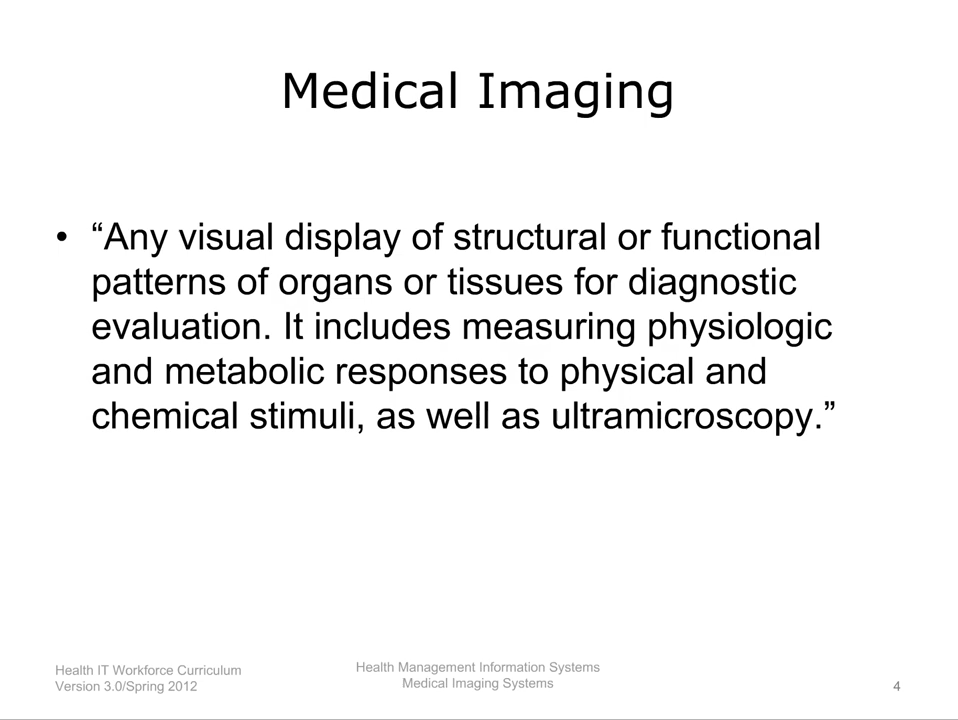 Medical Imaging
• “Any visual display of structural or functional
patterns of organs or tissues for diagnostic
evaluation. It includes measuring physiologic
and metabolic responses to physical and
chemical stimuli, as well as ultramicroscopy.”
Health IT Workforce Curriculum
Version 3.0/Spring 2012
Health Management Information Systems
Medical Imaging Systems
4